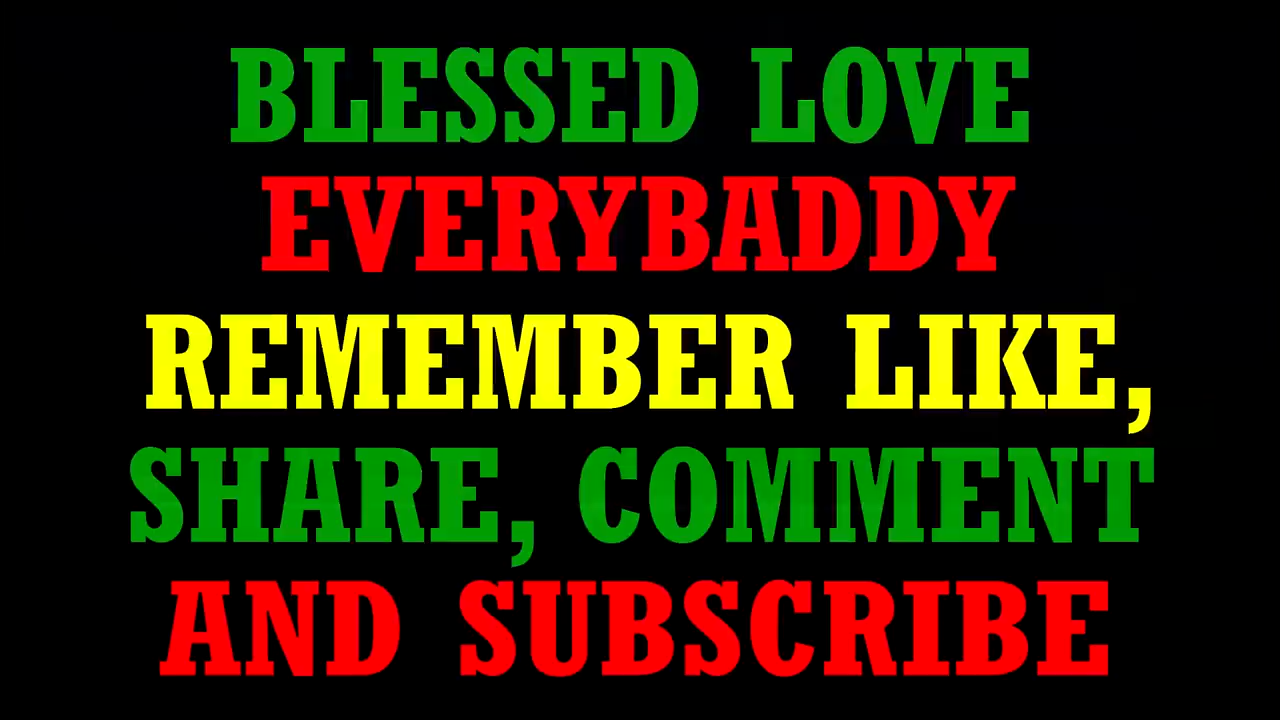 BLESSED LOVE
EVERYBADDY
REMEMBER LIKE,
SHARE, COMMENT
AND SUBSCRIBE